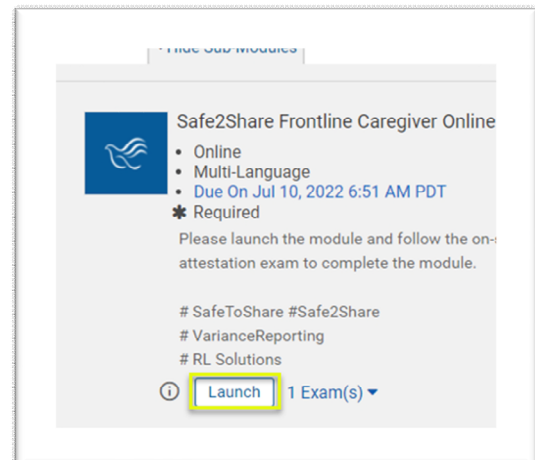 Hide Sub-Modules
Safe2Share Frontline Caregiver Online
• Online
• Multi-Language
• Due On Jul 10, 2022 6:51 AM PDT
✱ Required
Please launch the module and follow the on-
attestation exam to complete the module.
# SafeToShare #Safe2Share
# VarianceReporting
# RL Solutions
Launch 1 Exam(s)